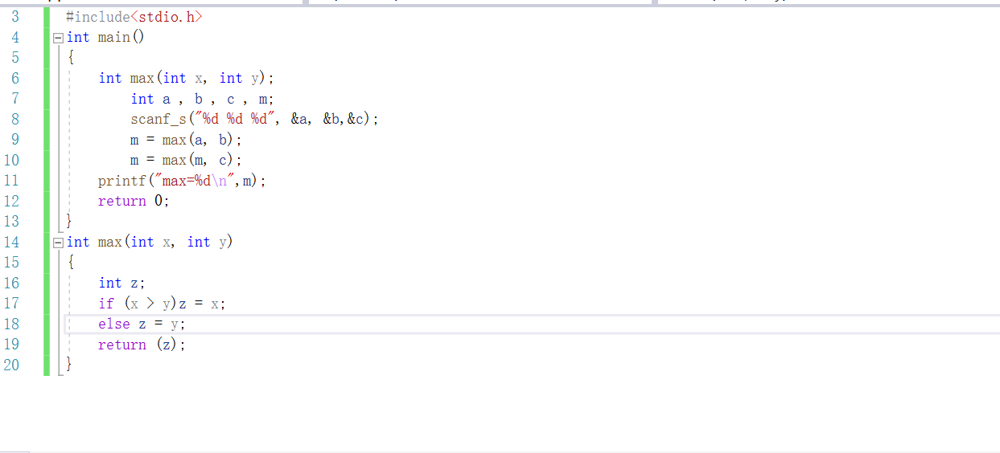 3 #include<stdio.h>
4 int main()
5 {
6 int max(int x, int y);
7 int a , b , c , m;
8 scanf_s("%d %d %d", &a, &b,&c);
9 m = max(a, b);
10 m = max(m, c);
11 printf("max=%d\n",m);
12 return 0;
13 }
14 int max(int x, int y)
15 {
16 int z;
17 if (x > y)z = x;
18 else z = y;
19 return (z);
20 }